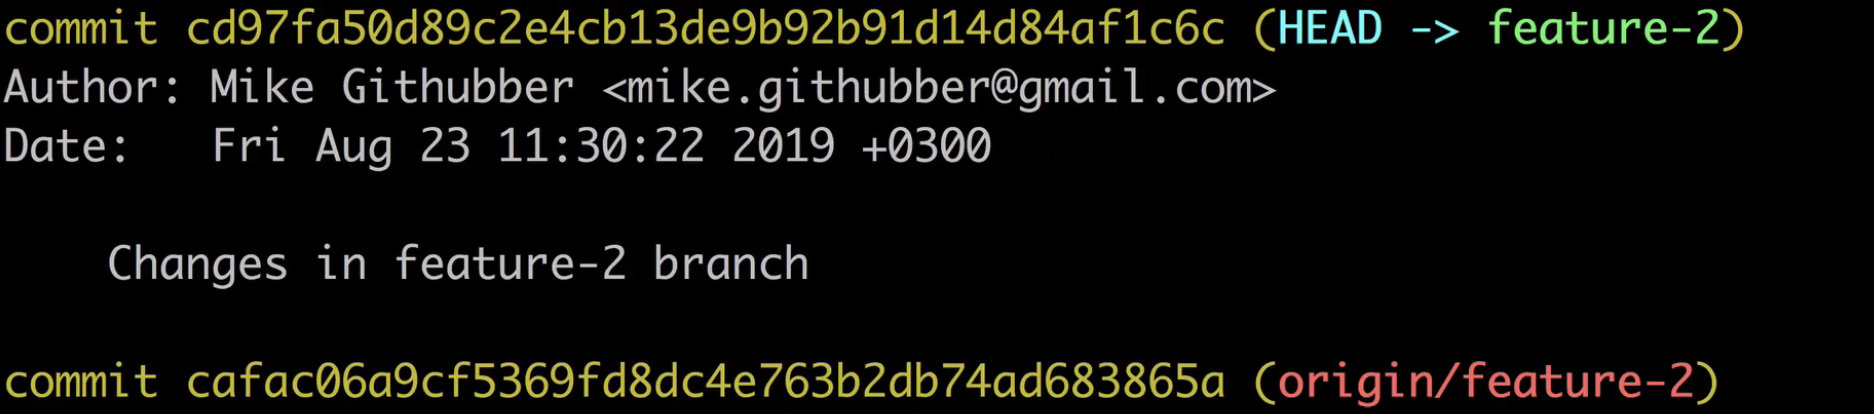 commit cd97fa50d89c2e4cb13de9b92b91d14d84af1c6c (HEAD -> feature-2)
Author: Mike Githubber <mike.githubber@gmail.com>
Date:   Fri Aug 23 11:30:22 2019 +0300
Changes in feature-2 branch
commit cafac06a9cf5369fd8dc4e763b2db74ad683865a (origin/feature-2)